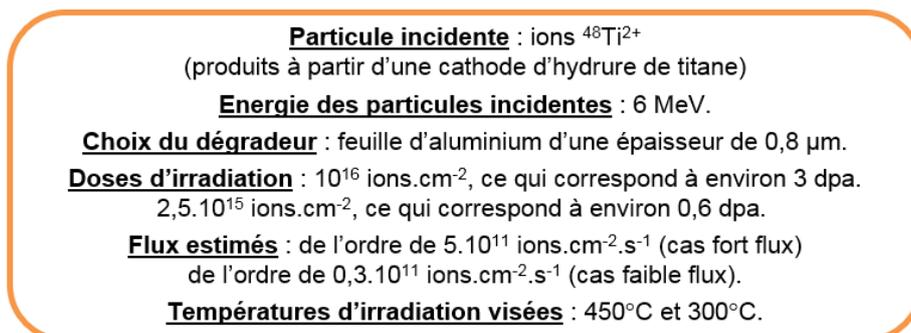 Particule incidente : ions ⁴⁸Ti²⁺
(produits à partir d’une cathode d’hydrure de titane)
Energie des particules incidentes : 6 MeV.
Choix du dégradeur : feuille d’aluminium d’une épaisseur de 0,8 µm.
Doses d’irradiation : 10¹⁶ ions.cm⁻², ce qui correspond à environ 3 dpa.
2,5.10¹⁵ ions.cm⁻², ce qui correspond à environ 0,6 dpa.
Flux estimés : de l’ordre de 5.10¹¹ ions.cm⁻².s⁻¹ (cas fort flux)
de l’ordre de 0,3.10¹¹ ions.cm⁻².s⁻¹ (cas faible flux).
Températures d’irradiation visées : 450°C et 300°C.